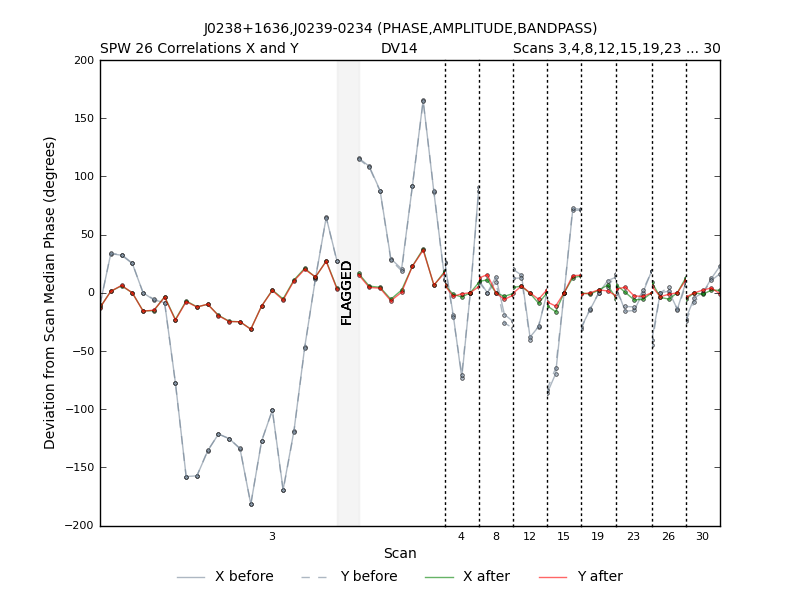 J0238+1636,J0239-0234 (PHASE,AMPLITUDE,BANDPASS)
SPW 26 Correlations X and Y DV14 Scans 3,4,8,12,15,19,23 ... 30
200
150
100
50
0
−50
−100
−150
−200
Deviation from Scan Median Phase (degrees)
FLAGGED
3 4 8 12 15 19 23 26 30
Scan
X before Y before X after Y after